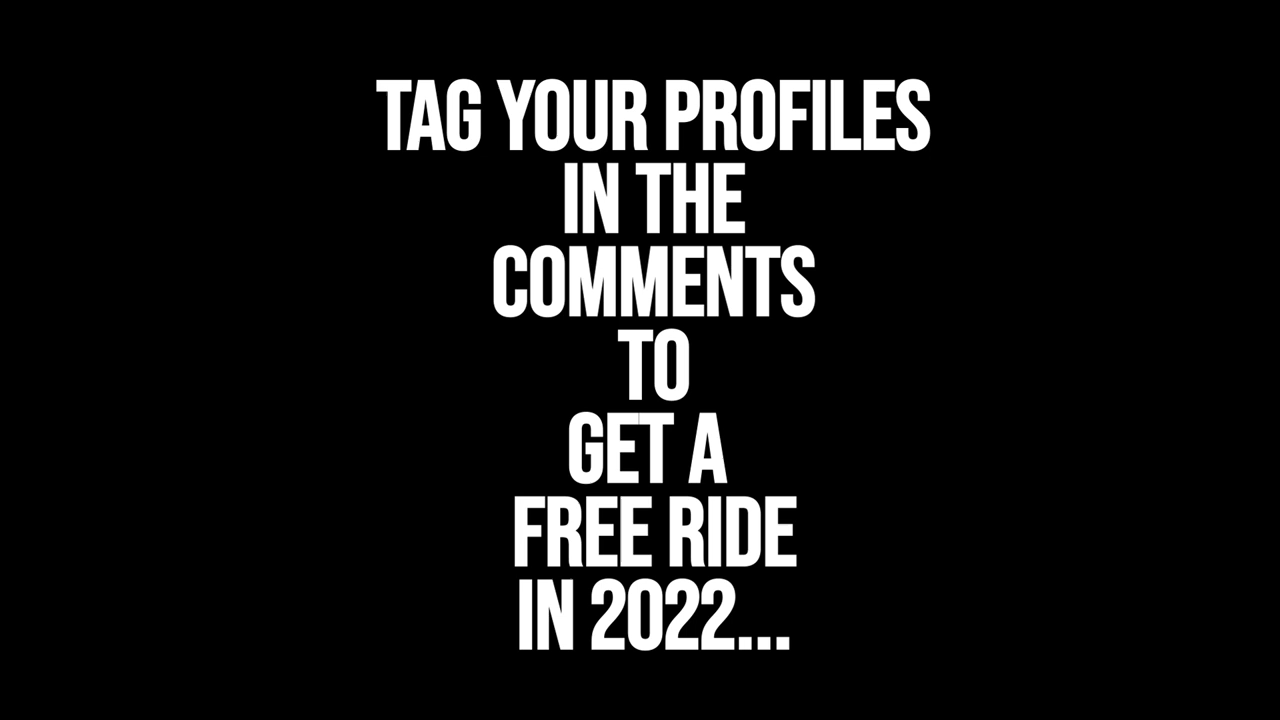 TAG YOUR PROFILES
IN THE
COMMENTS
TO
GET A
FREE RIDE
IN 2022...